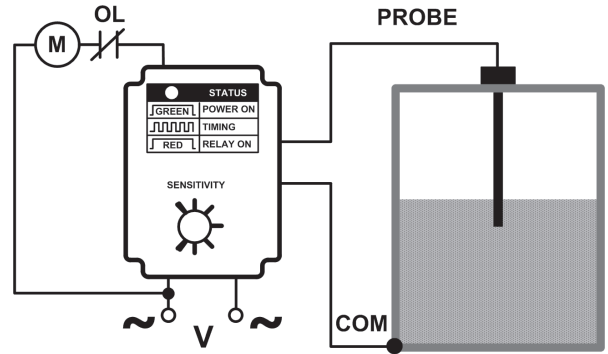 OL
PROBE
M
STATUS
GREEN POWER ON
TIMING
RED RELAY ON
SENSITIVITY
~ V ~
COM